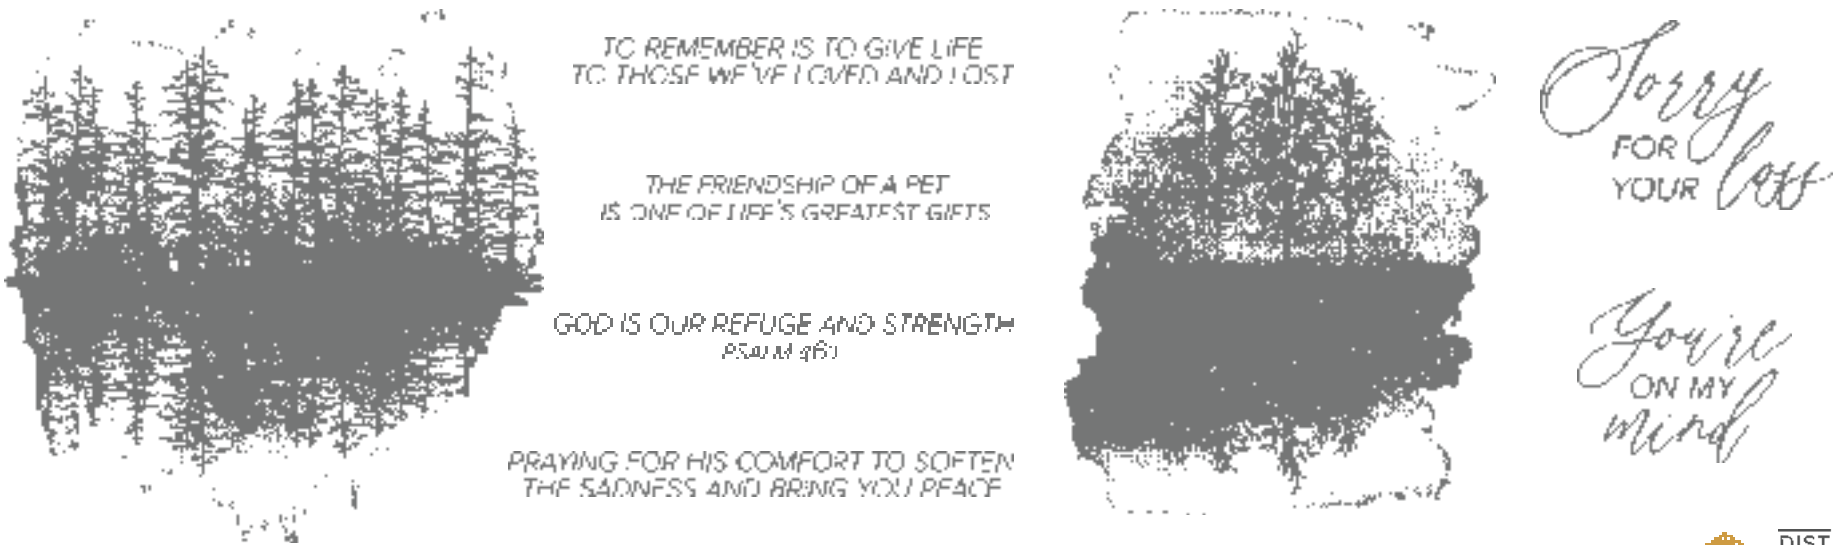 TO REMEMBER IS TO GIVE LIFE
TO THOSE WE'VE LOVED AND LOST
THE FRIENDSHIP OF A PET
IS ONE OF LIFE'S GREATEST GIFTS
GOD IS OUR REFUGE AND STRENGTH
PSALM 46:1
PRAYING FOR HIS COMFORT TO SOFTEN
THE SADNESS AND BRING YOU PEACE
Sorry
FOR
YOUR loss
You're
ON MY
mind